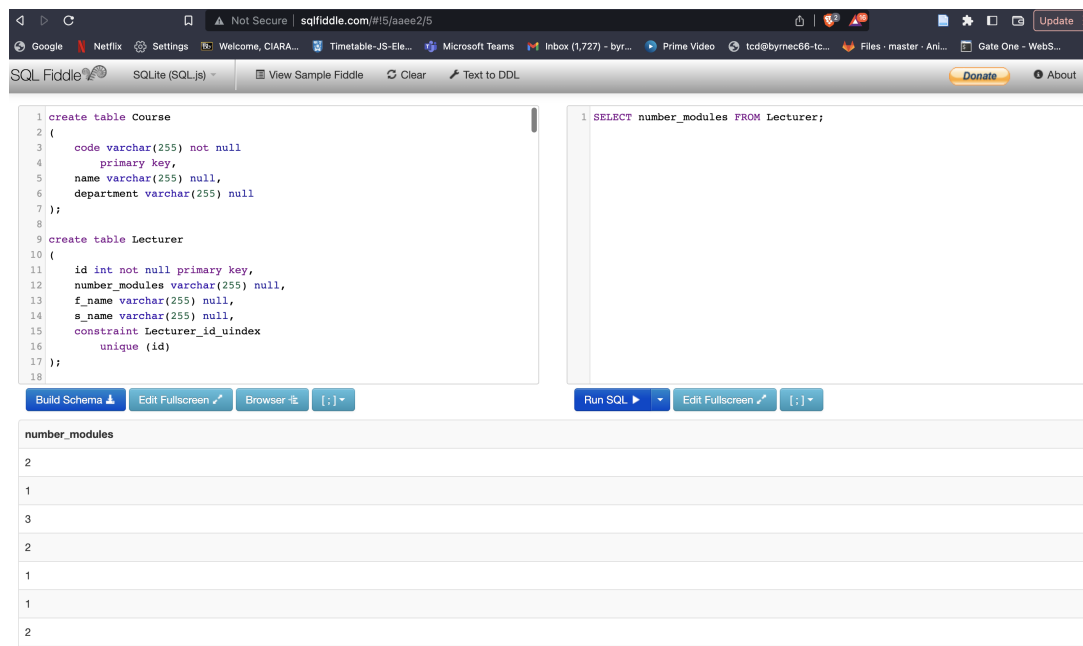 Not Secure | sqlfiddle.com/#!5/aaee2/5
2
16
Update
Google Netflix Settings Welcome, CIARA... Timetable-JS-Ele... Microsoft Teams Inbox (1,727) - byr... Prime Video tcd@byrnec66-tc... Files · master · Ani... Gate One - WebS...
SQL Fiddle SQLite (SQL.js) View Sample Fiddle Clear Text to DDL Donate About
1 create table Course
2 (
3 code varchar(255) not null
4 primary key,
5 name varchar(255) null,
6 department varchar(255) null
7 );
8
9 create table Lecturer
10 (
11 id int not null primary key,
12 number_modules varchar(255) null,
13 f_name varchar(255) null,
14 s_name varchar(255) null,
15 constraint Lecturer_id_uindex
16 unique (id)
17 );
18
1 SELECT number_modules FROM Lecturer;
Build Schema Edit Fullscreen Browser [ ; ]
Run SQL Edit Fullscreen [ ; ]
number_modules
2
1
3
2
1
1
2